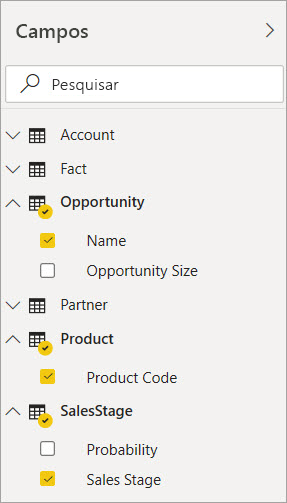 Campos
Pesquisar
Account
Fact
Opportunity
Name
Opportunity Size
Partner
Product
Product Code
SalesStage
Probability
Sales Stage